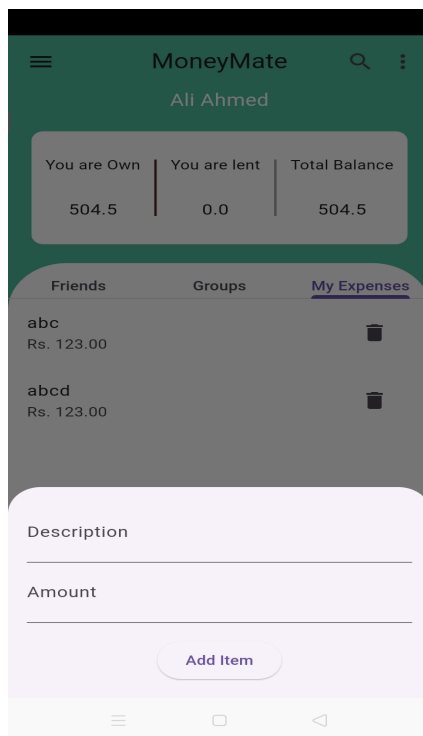 MoneyMate
Ali Ahmed
You are Own You are lent Total Balance
504.5 0.0 504.5
Friends Groups My Expenses
abc
Rs. 123.00
abcd
Rs. 123.00
Description
Amount
Add Item